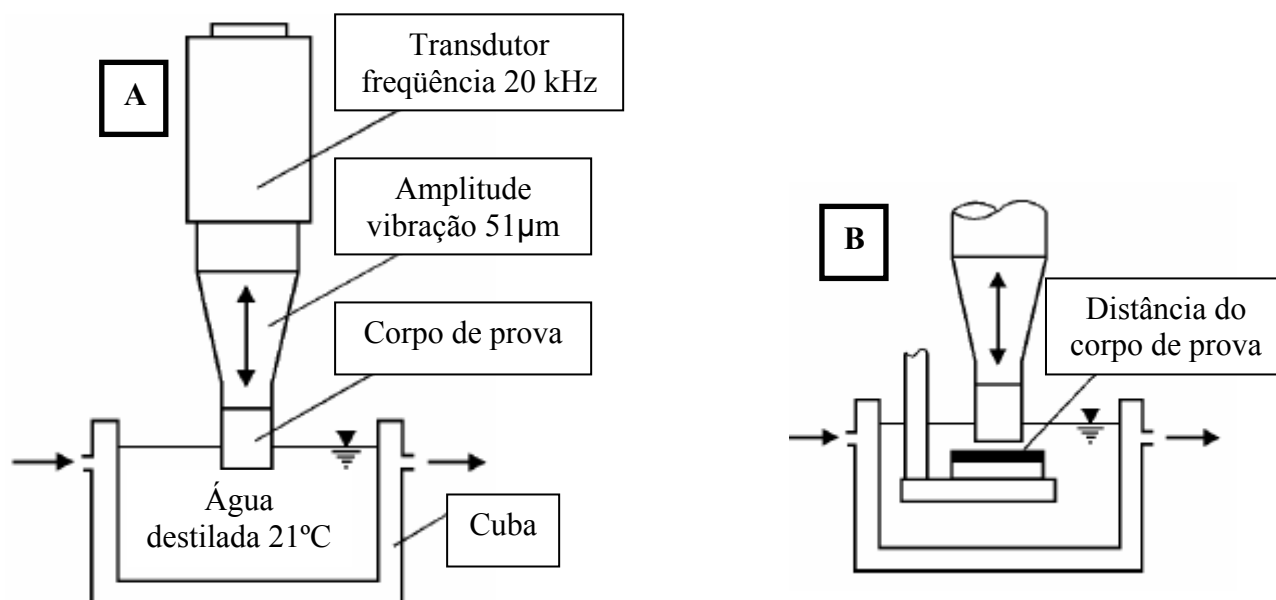 A
Transdutor
freqüência 20 kHz
Amplitude
vibração 51µm
Corpo de prova
Água
destilada 21ºC
Cuba
B
Distância do
corpo de prova